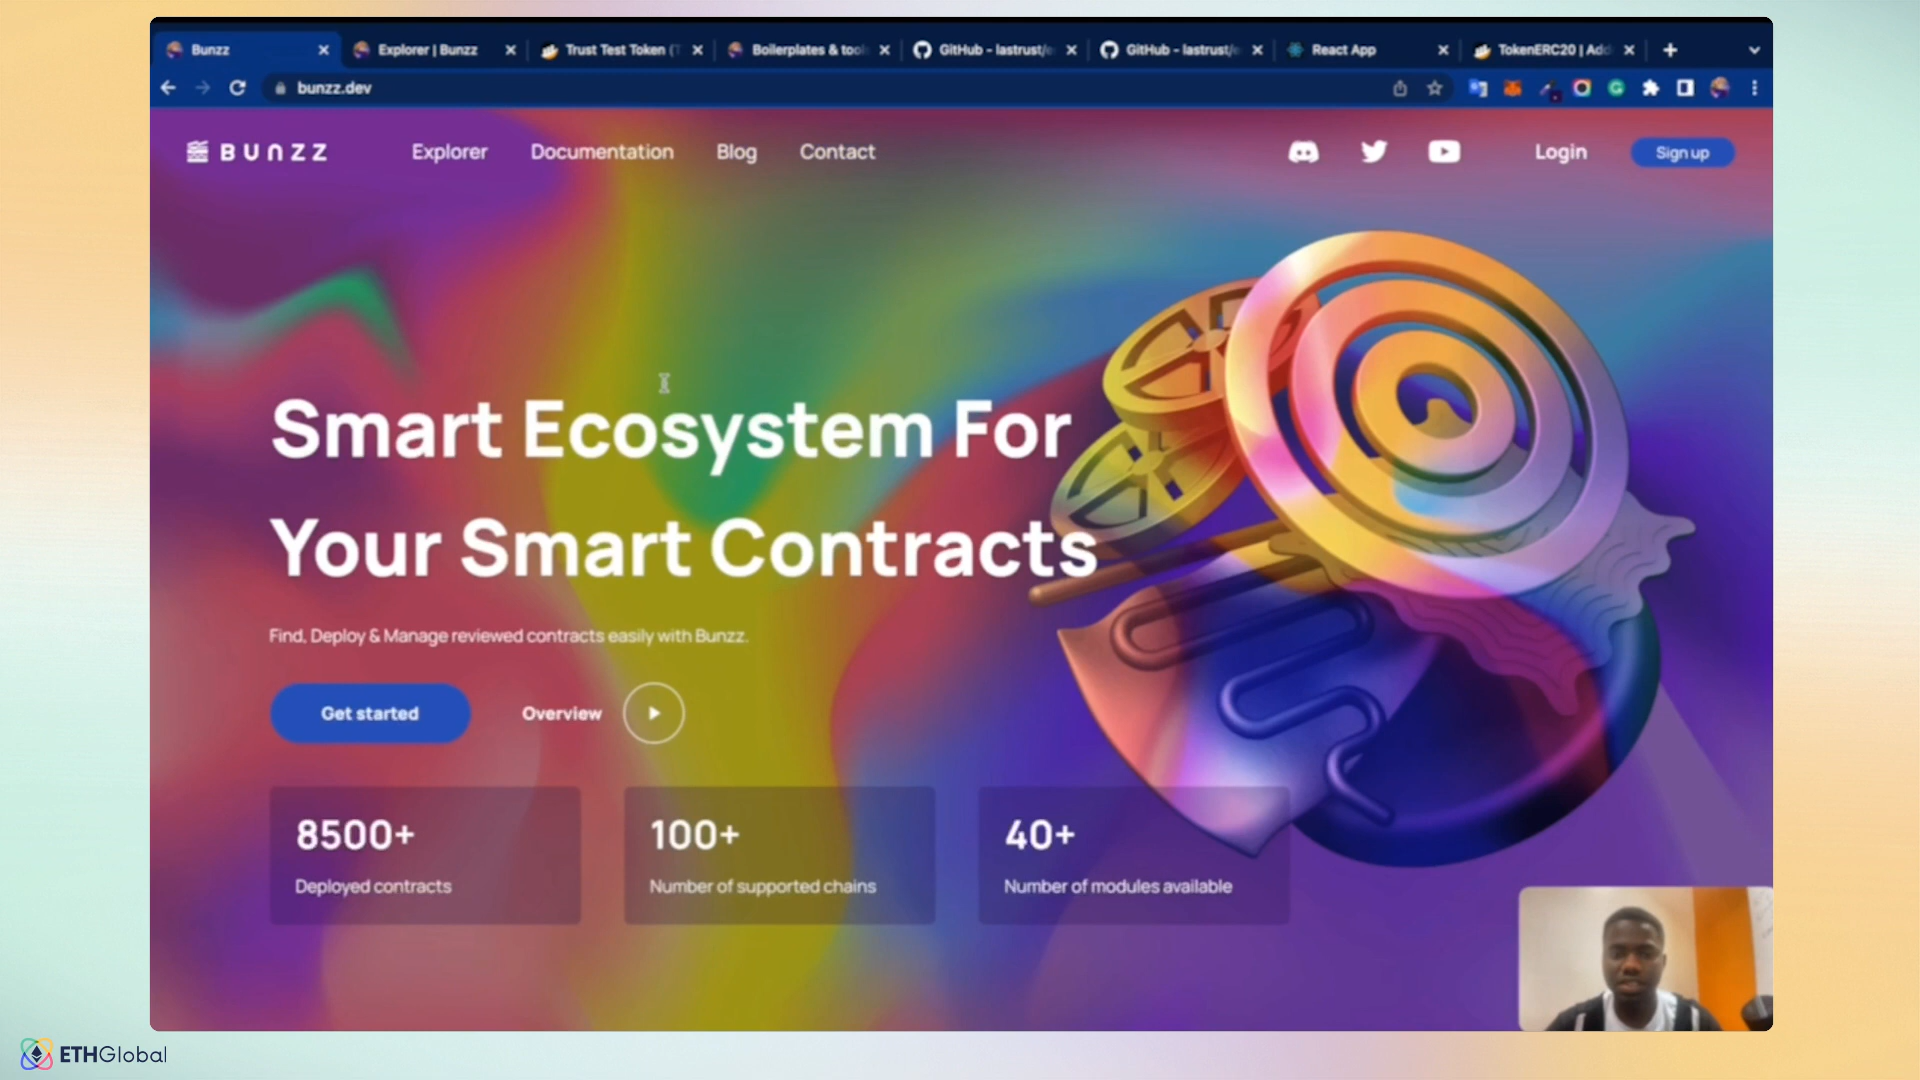 Bunzz
Explorer | Bunzz
Trust Test Token (
Boilerplates & too
GitHub - lastrust/
GitHub - lastrust/
React App
TokenERC20 | Add
bunzz.dev
BUNZZ
Explorer
Documentation
Blog
Contact
Login
Sign up
Smart Ecosystem For
Your Smart Contracts
Find, Deploy & Manage reviewed contracts easily with Bunzz.
Get started
Overview
8500+
Deployed contracts
100+
Number of supported chains
40+
Number of modules available
ETHGlobal